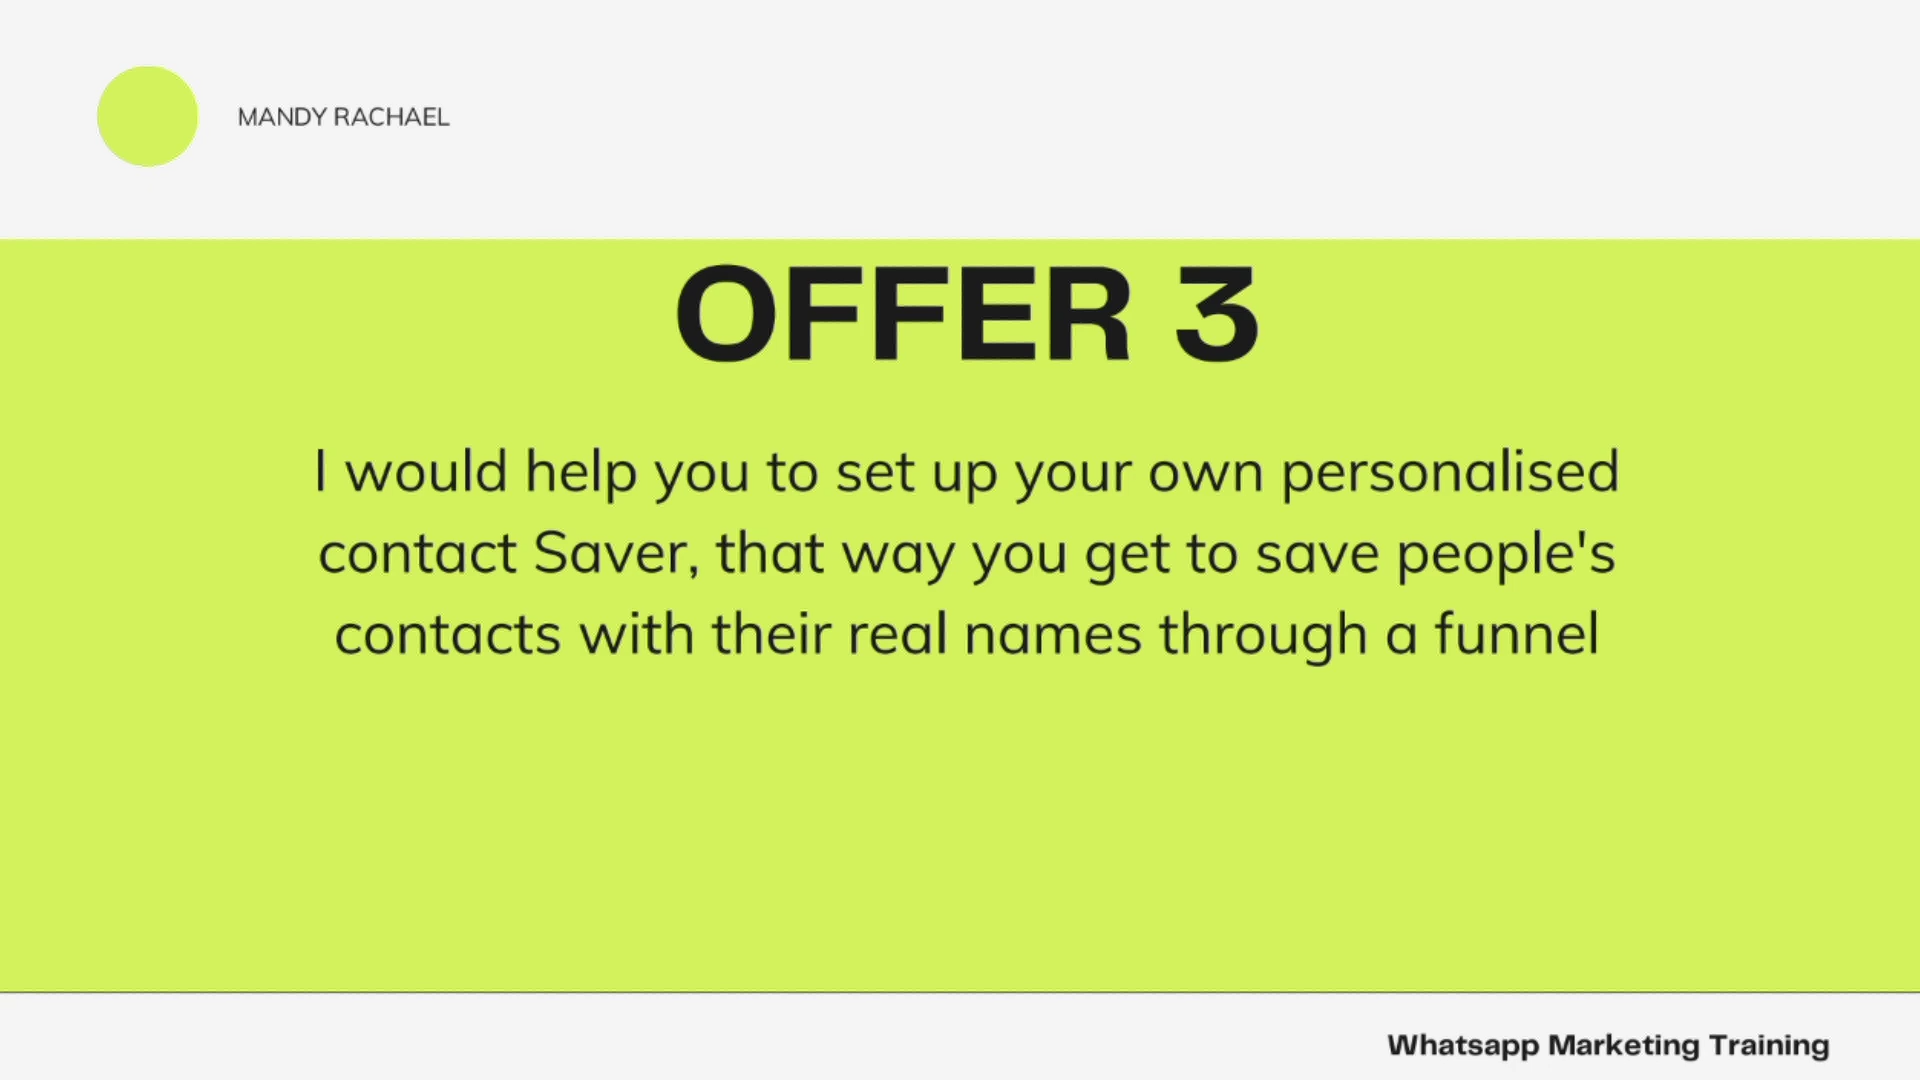 MANDY RACHAEL
OFFER 3
I would help you to set up your own personalised
contact Saver, that way you get to save people's
contacts with their real names through a funnel
Whatsapp Marketing Training